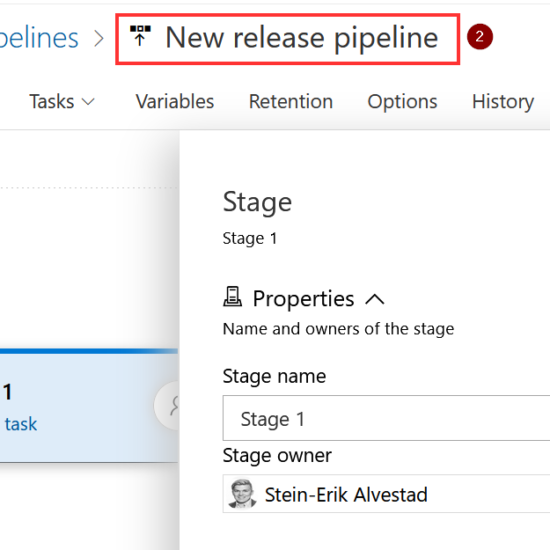 pelines > New release pipeline 2
Tasks Variables Retention Options History
Stage
Stage 1
Properties
Name and owners of the stage
1
Stage name
task
Stage 1
Stage owner
Stein-Erik Alvestad